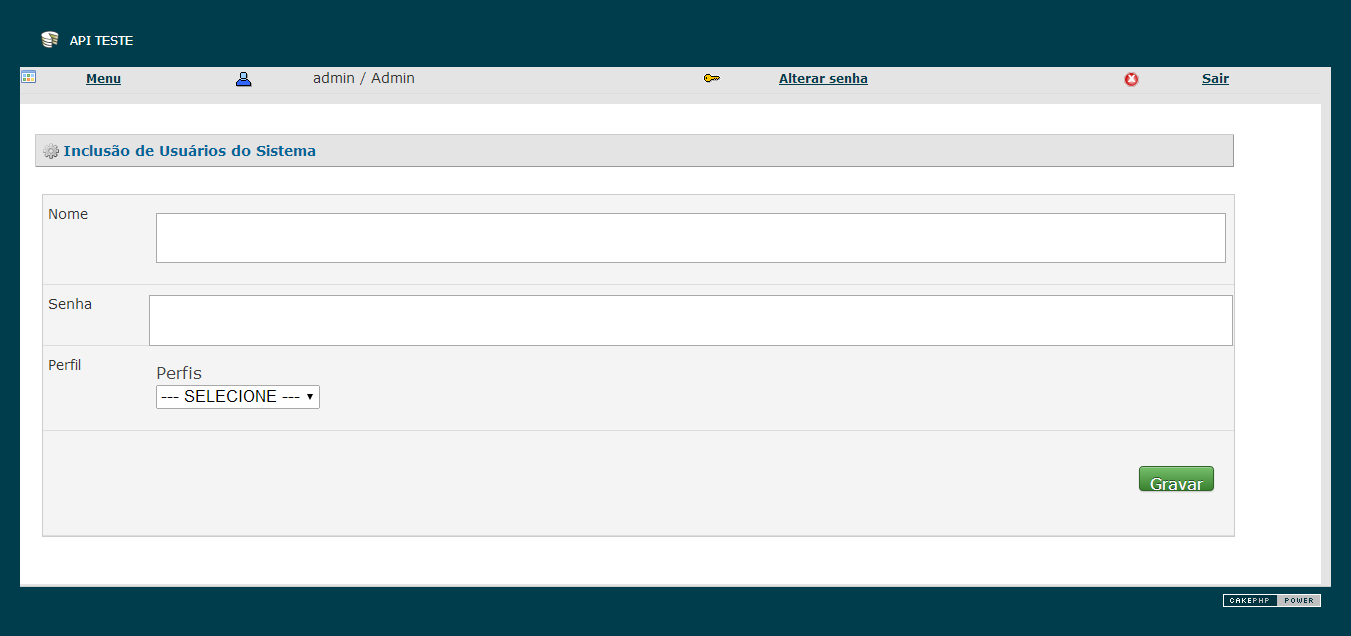 API TESTE
Menu admin / Admin Alterar senha Sair
Inclusão de Usuários do Sistema
Nome
Senha
Perfil
Perfis
--- SELECIONE ---
Gravar
CAKEPHP POWER